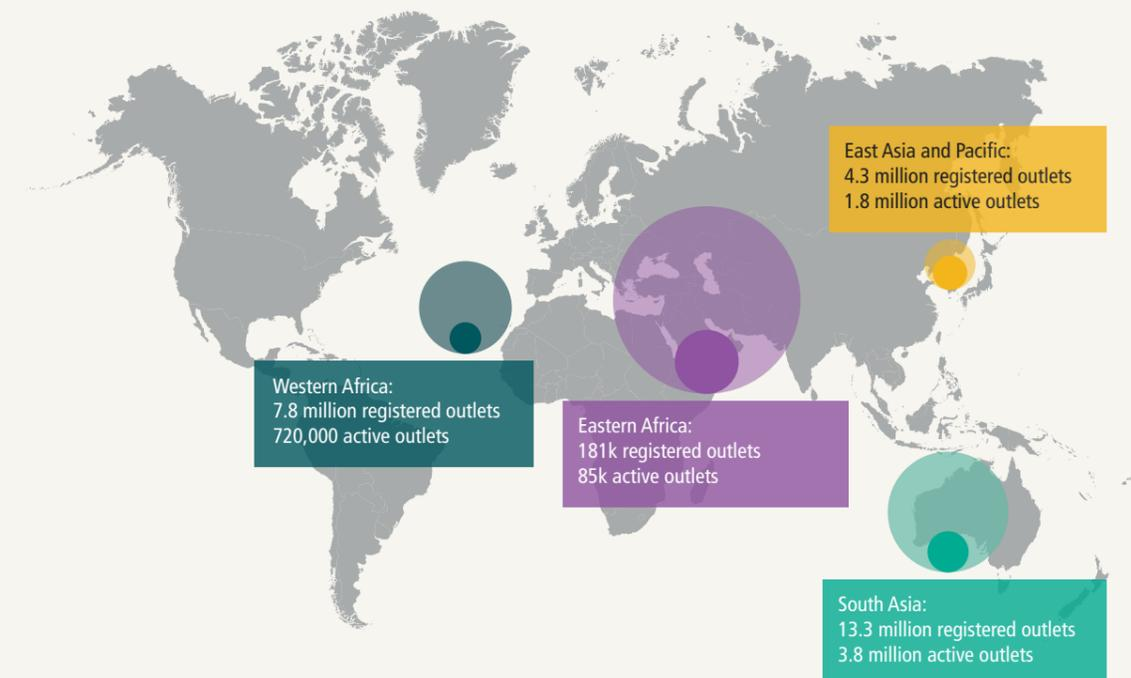 East Asia and Pacific:
4.3 million registered outlets
1.8 million active outlets
Western Africa:
7.8 million registered outlets
720,000 active outlets
Eastern Africa:
181k registered outlets
85k active outlets
South Asia:
13.3 million registered outlets
3.8 million active outlets